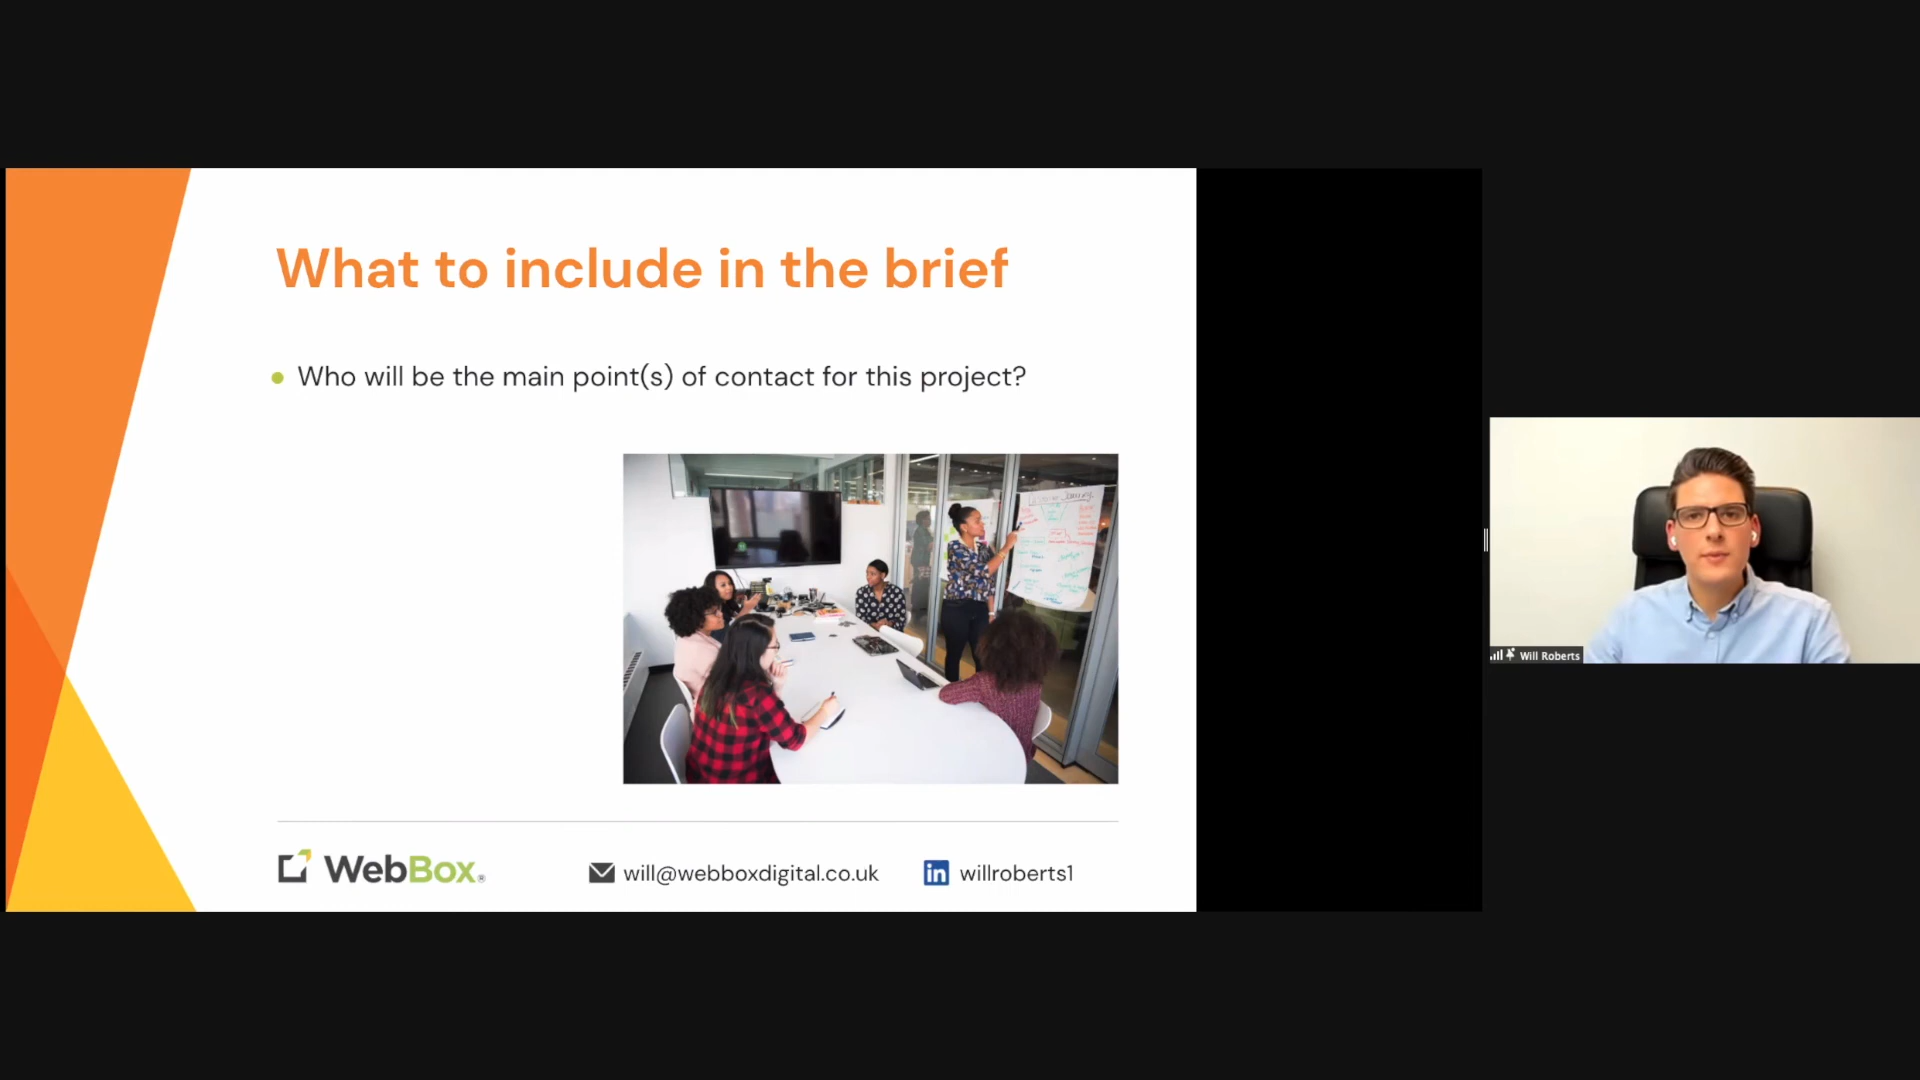 What to include in the brief
• Who will be the main point(s) of contact for this project?
WebBox®
will@webboxdigital.co.uk
willroberts1
Will Roberts